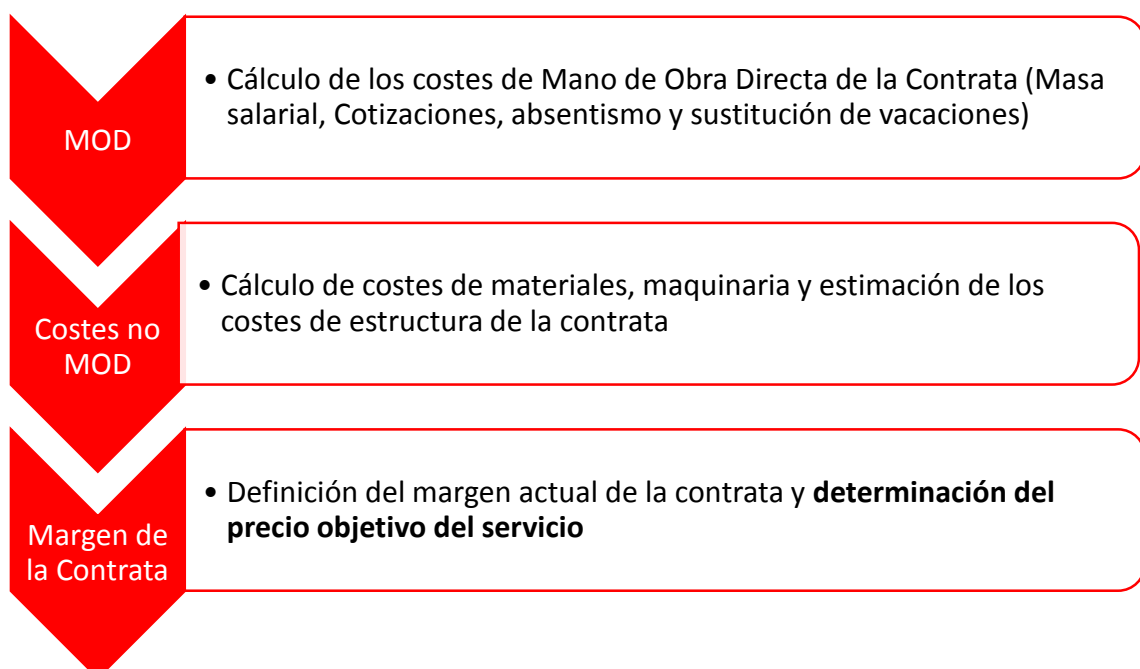 MOD
• Cálculo de los costes de Mano de Obra Directa de la Contrata (Masa
salarial, Cotizaciones, absentismo y sustitución de vacaciones)
Costes no
MOD
• Cálculo de costes de materiales, maquinaria y estimación de los
costes de estructura de la contrata
Margen de
la Contrata
• Definición del margen actual de la contrata y determinación del
precio objetivo del servicio